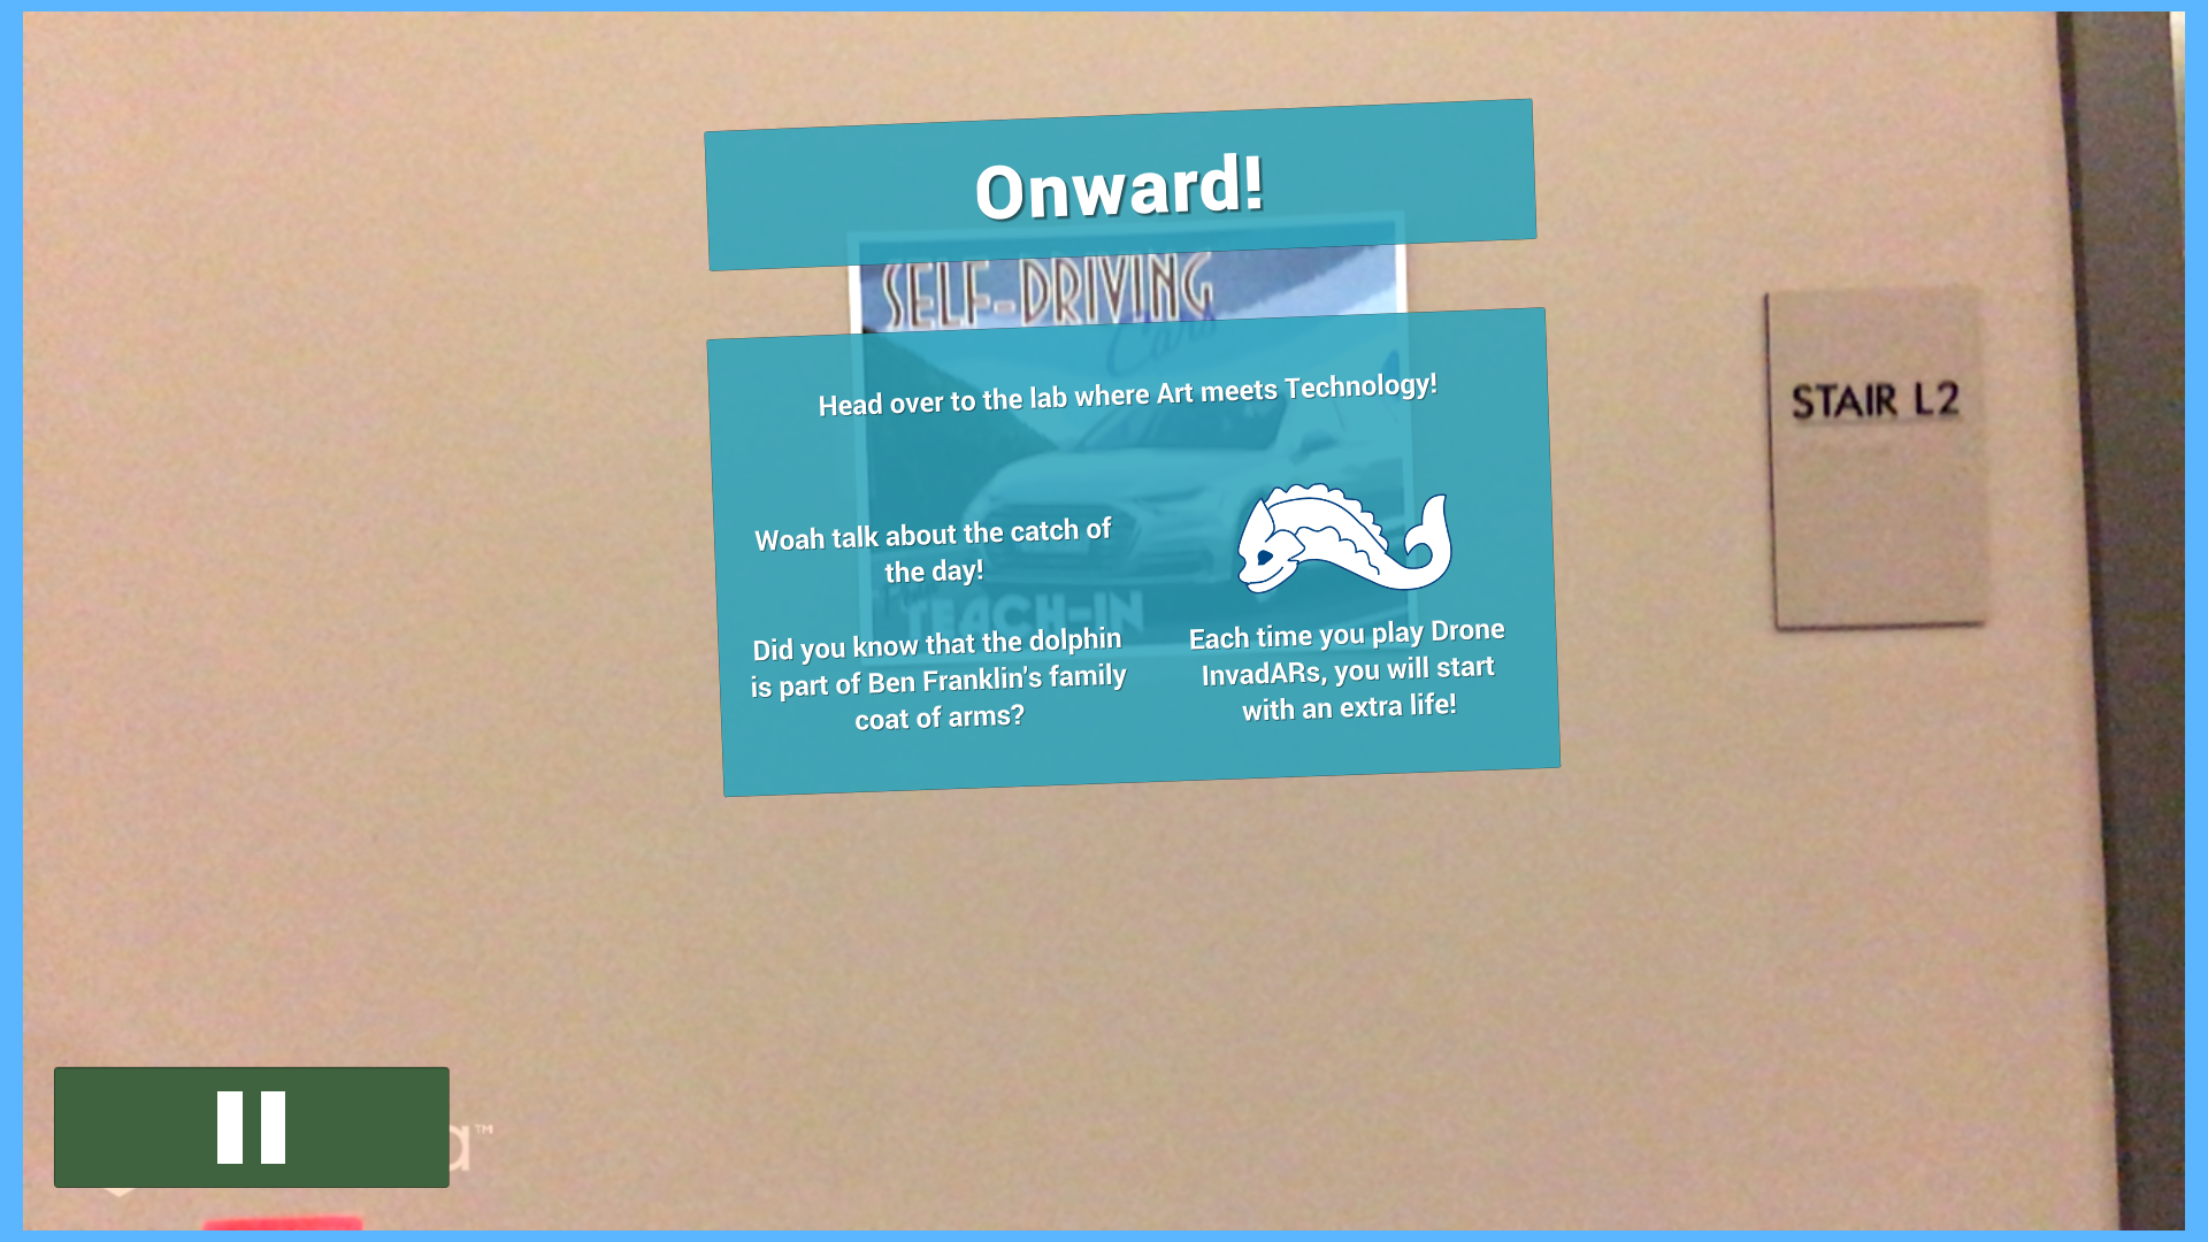 Onward!
SELF-DRIVING
Cars
Head over to the lab where Art meets Technology!
STAIR L2
Woah talk about the catch of
the day!
TEACH-IN
Did you know that the dolphin
is part of Ben Franklin's family
coat of arms?
Each time you play Drone
InvadARs, you will start
with an extra life!